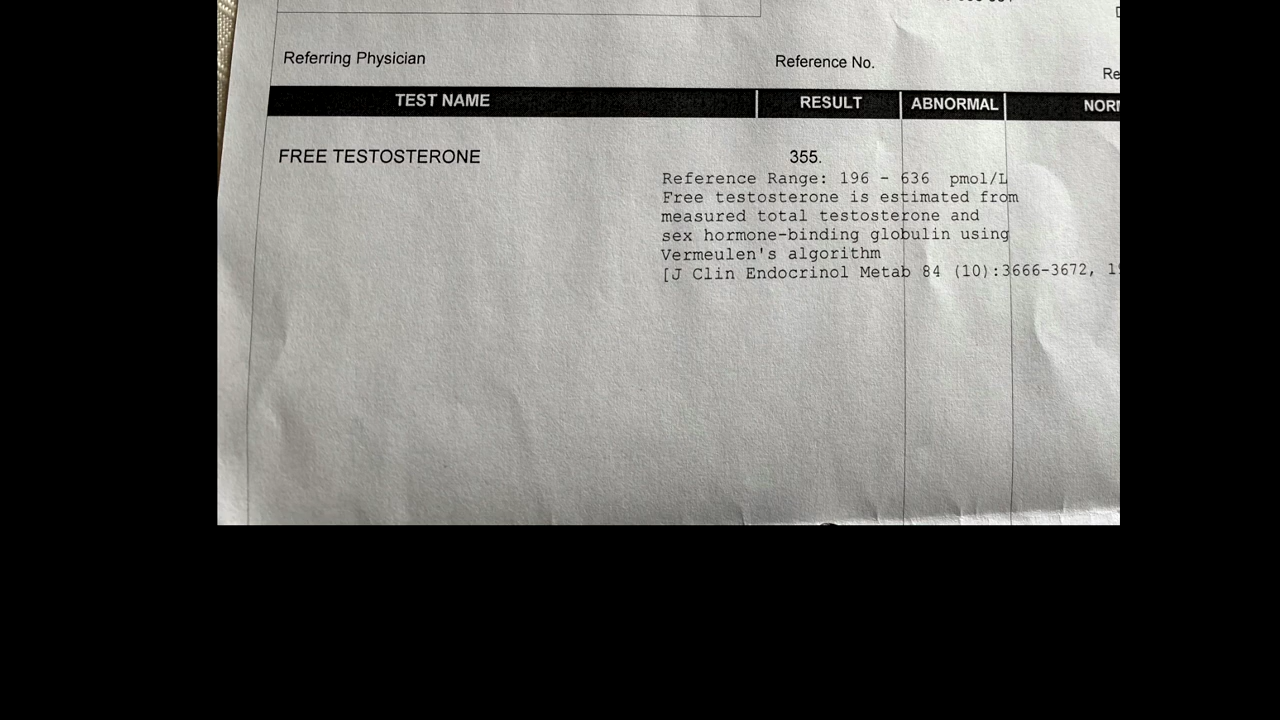 Referring Physician
Reference No.
TEST NAME RESULT ABNORMAL
FREE TESTOSTERONE 355.
Reference Range: 196 - 636 pmol/L
Free testosterone is estimated from
measured total testosterone and
sex hormone-binding globulin using
Vermeulen's algorithm
[J Clin Endocrinol Metab 84 (10):3666-3672,